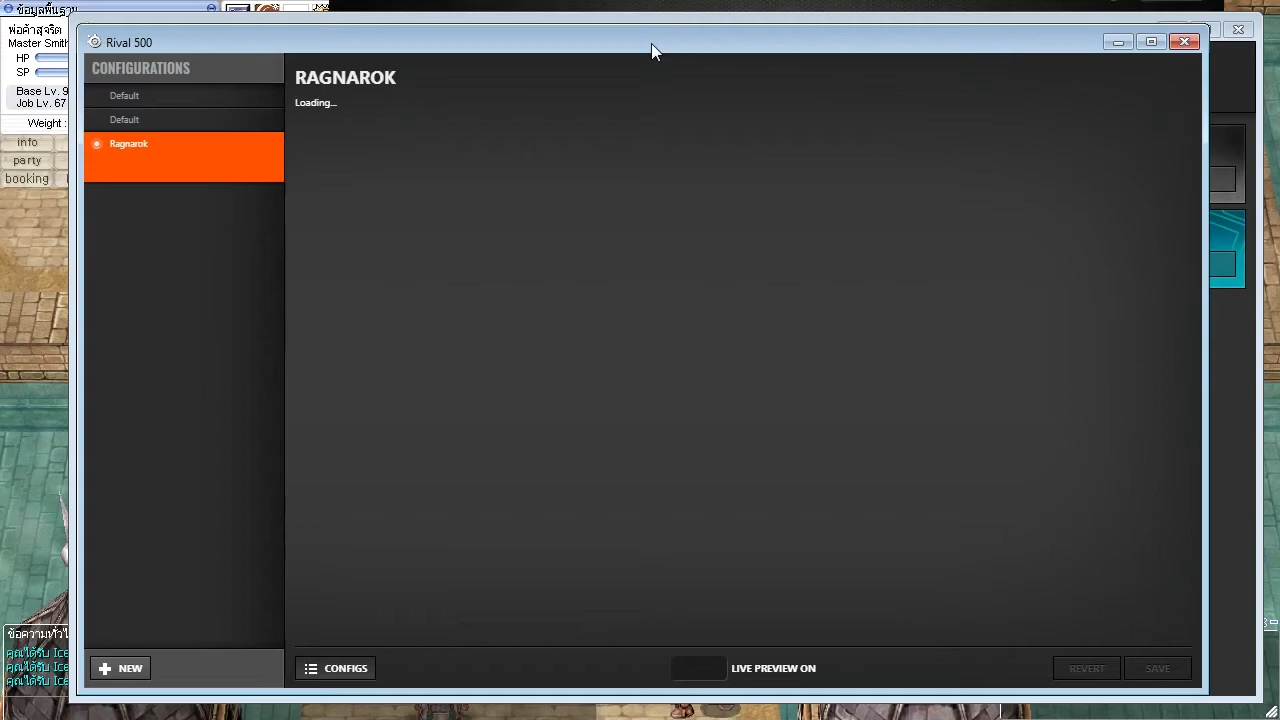 ข้อมูลพื้นฐาน
พ่อค้าสุจริต
Master Smith
HP
SP
Base Lv. 9
Job Lv. 67
Weight :
info
party
booking
Rival 500
CONFIGURATIONS
Default
Default
Ragnarok
RAGNAROK
Loading...
NEW
CONFIGS
LIVE PREVIEW ON
REVERT
SAVE
ข้อความทั่วไ
คุณได้รับ Ice
คุณได้รับ Ice
คุณได้รับ Ice